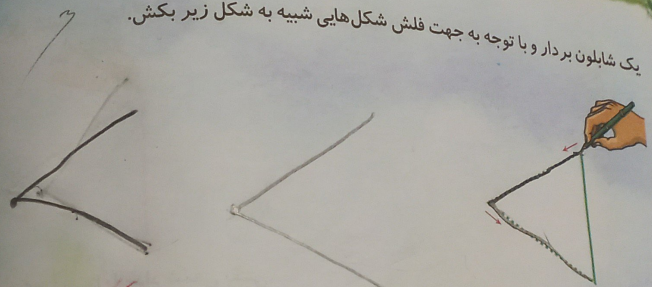 یک شابلون بردار و با توجه به جهت فلش شکل‌هایی شبیه به شکل زیر بکش.